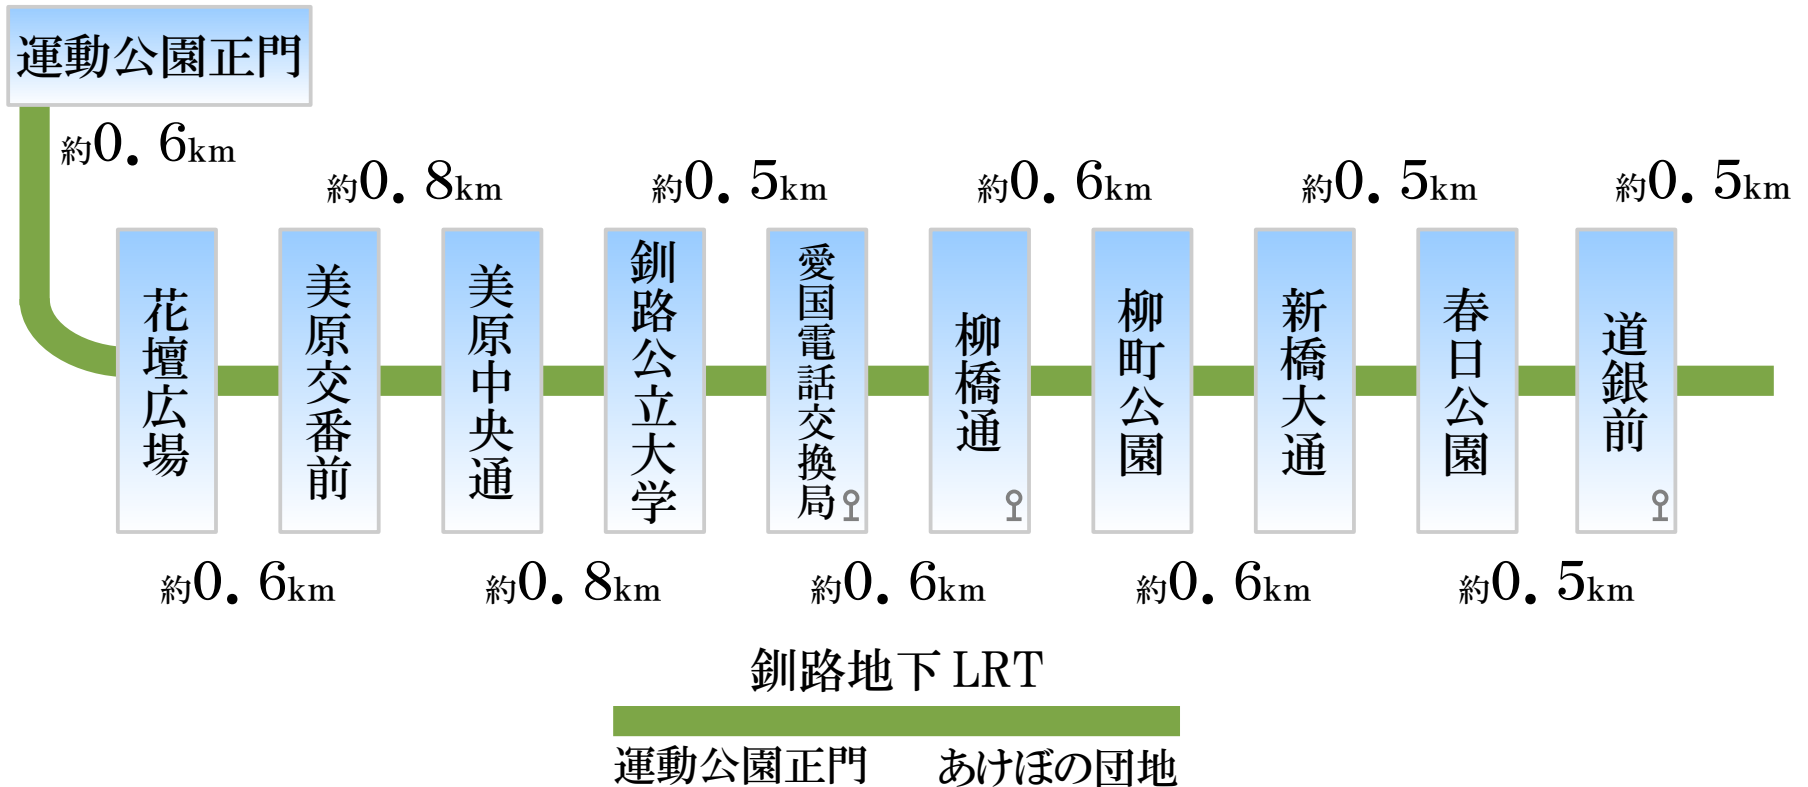 運動公園正門
約0.6km
約0.8km
約0.5km
約0.6km
約0.5km
約0.5km
花壇広場
美原交番前
美原中央通
釧路公立大学
愛国電話交換局
柳橋通
柳町公園
新橋大通
春日公園
道銀前
約0.6km
約0.8km
約0.6km
約0.6km
約0.5km
釧路地下LRT
運動公園正門 あけぼの団地